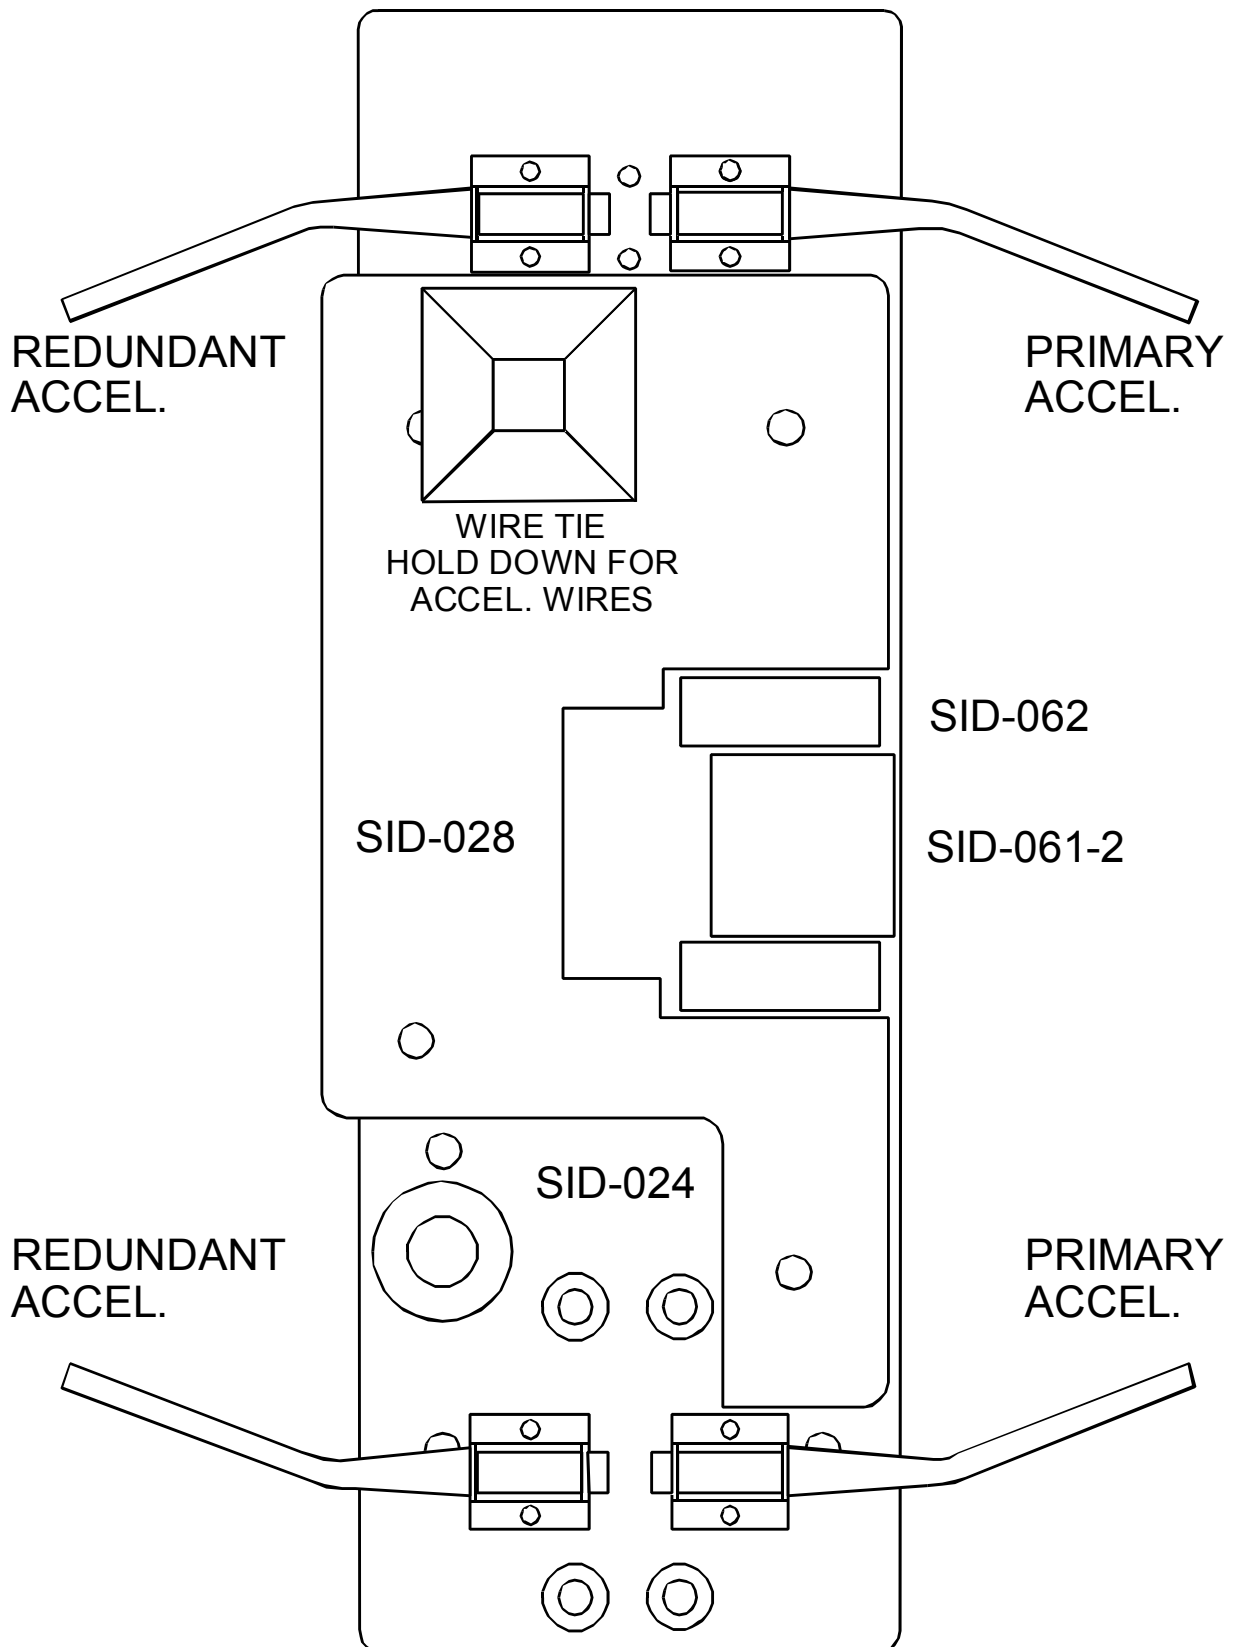 REDUNDANT
ACCEL.
PRIMARY
ACCEL.
WIRE TIE
HOLD DOWN FOR
ACCEL. WIRES
SID-062
SID-028
SID-061-2
SID-024
REDUNDANT
ACCEL.
PRIMARY
ACCEL.